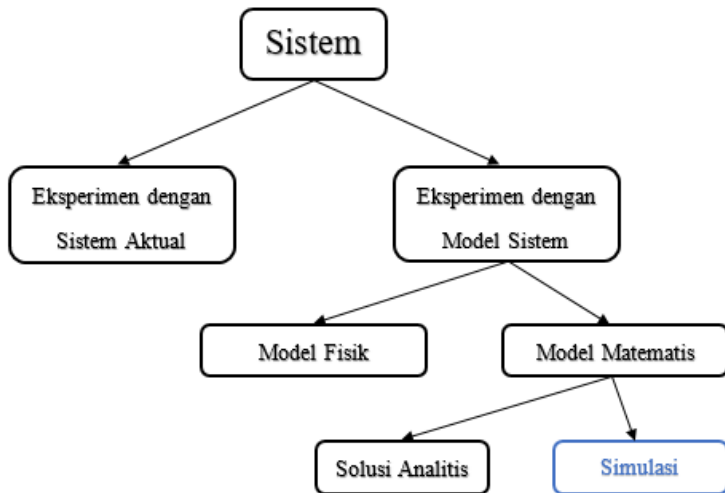 Sistem
Eksperimen dengan
Sistem Aktual
Eksperimen dengan
Model Sistem
Model Fisik
Model Matematis
Solusi Analitis
Simulasi